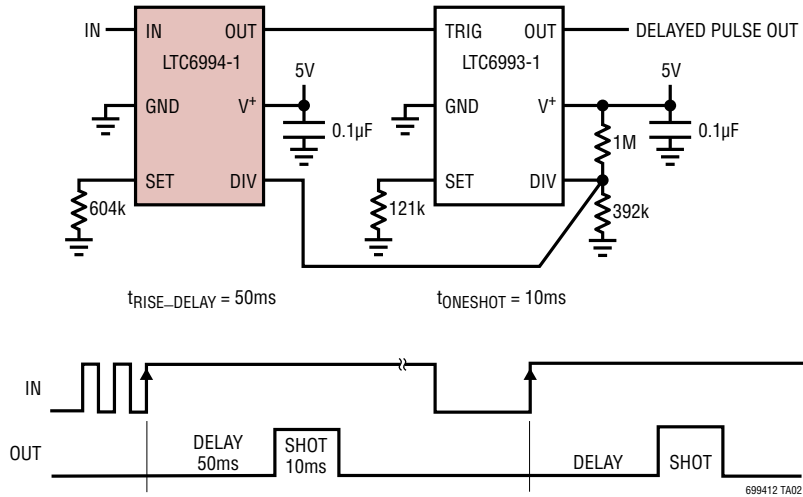 IN IN OUT TRIG OUT DELAYED PULSE OUT
LTC6994-1 LTC6993-1
5V 5V
GND V+ GND V+
0.1µF 1M 0.1µF
SET DIV SET DIV
604k 121k 392k
tRISE_DELAY = 50ms tONESHOT = 10ms
IN
OUT
DELAY
50ms
SHOT
10ms
DELAY SHOT
699412 TA02